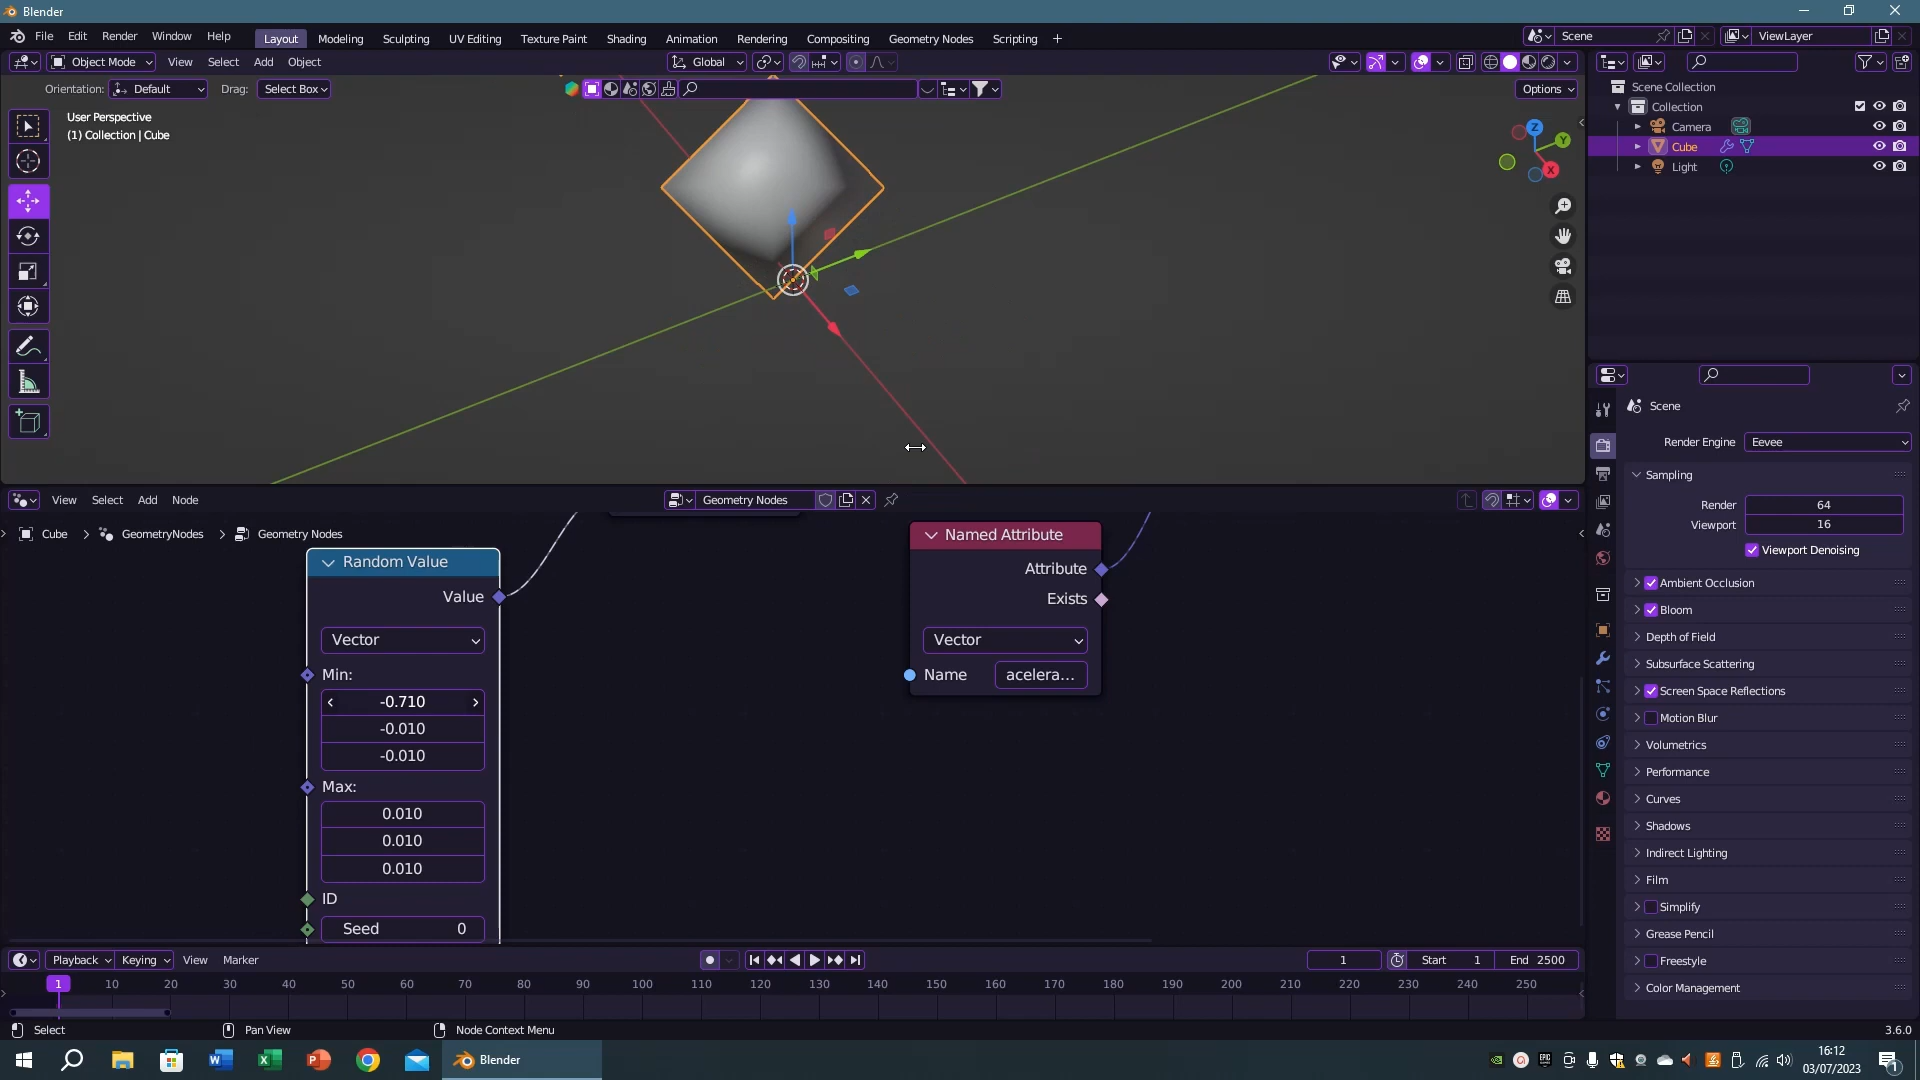 Blender
File Edit Render Window Help Layout Modeling Sculpting UV Editing Texture Paint Shading Animation Rendering Compositing Geometry Nodes Scripting + Scene ViewLayer
Object Mode View Select Add Object Global
Orientation: Default Drag: Select Box Options
User Perspective
(1) Collection | Cube
Z
Y
X
Scene Collection
Collection
Camera
Cube
Light
Scene
Render Engine Eevee
Sampling
Render 64
Viewport 16
Viewport Denoising
Ambient Occlusion
Bloom
Depth of Field
Subsurface Scattering
Screen Space Reflections
Motion Blur
Volumetrics
Performance
Curves
Shadows
Indirect Lighting
Film
Simplify
Grease Pencil
Freestyle
Color Management
View Select Add Node Geometry Nodes
Cube > GeometryNodes > Geometry Nodes
Random Value
Value
Vector
Min:
-0.710
-0.010
-0.010
Max:
0.010
0.010
0.010
ID
Seed 0
Named Attribute
Attribute
Exists
Vector
Name acelera...
Playback Keying View Marker 1 Start 1 End 2500
1 10 20 30 40 50 60 70 80 90 100 110 120 130 140 150 160 170 180 190 200 210 220 230 240 250
Select Pan View Node Context Menu 3.6.0
Blender
16:12
03/07/2023
1